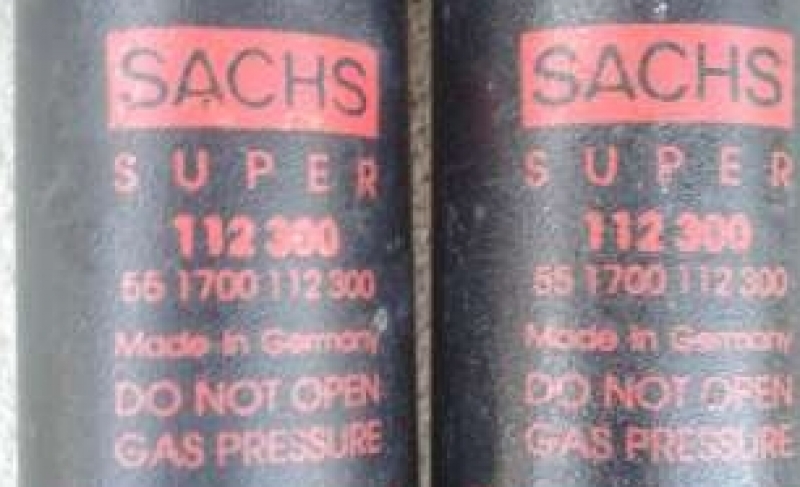 SACHS
SUPER
112 300
55 1700 112 300
Made in Germany
DO NOT OPEN
GAS PRESSURE
SACHS
SUPER
112 300
55 1700 112 300
Made in Germany
DO NOT OPEN
GAS PRESSURE